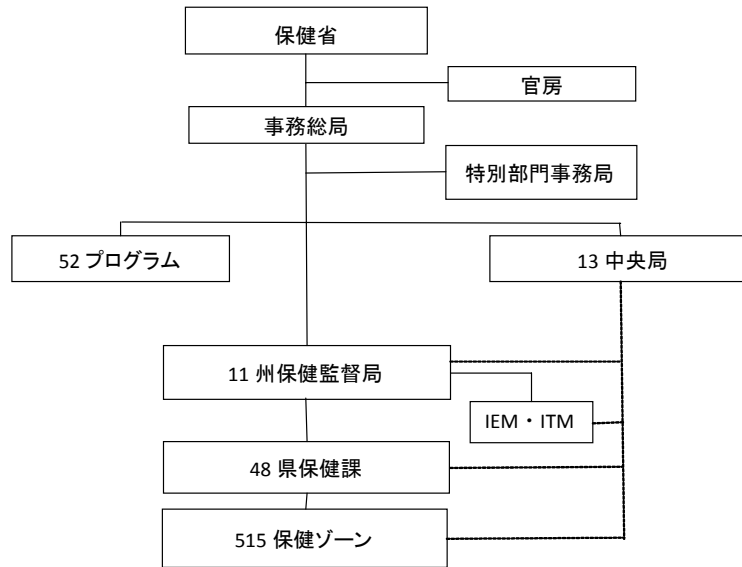 保健省
官房
事務総局
特別部門事務局
52 プログラム
13 中央局
11 州保健監督局
IEM・ITM
48 県保健課
515 保健ゾーン